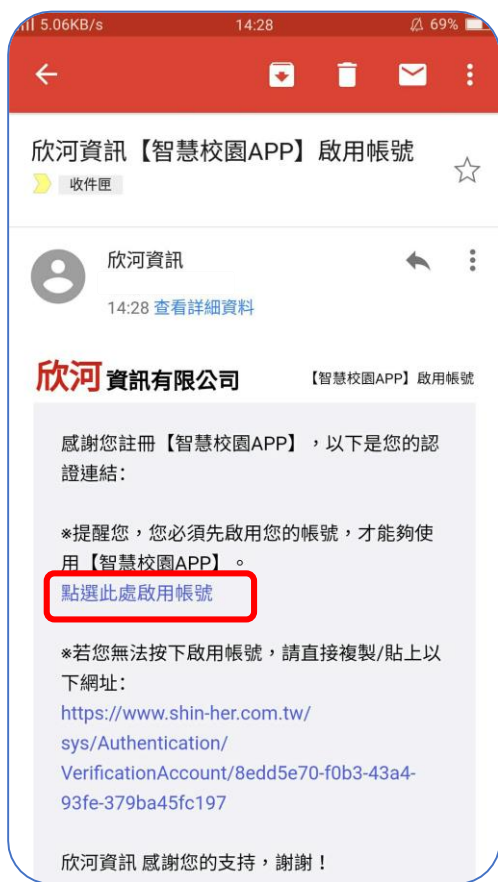 5.06KB/s 14:28 69%
欣河資訊【智慧校園APP】啟用帳號
收件匣
欣河資訊
14:28 查看詳細資料
欣河 資訊有限公司 【智慧校園APP】啟用帳號
感謝您註冊【智慧校園APP】，以下是您的認
證連結：
※提醒您，您必須先啟用您的帳號，才能夠使
用【智慧校園APP】。
點選此處啟用帳號
※若您無法按下啟用帳號，請直接複製/貼上以
下網址：
https://www.shin-her.com.tw/
sys/Authentication/
VerificationAccount/8edd5e70-f0b3-43a4-
93fe-379ba45fc197
欣河資訊 感謝您的支持，謝謝！